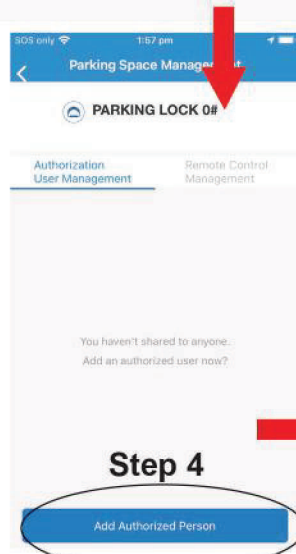 SOS only 1:57 pm
Parking Space Management
PARKING LOCK 0#
Authorization Remote Control
User Management Management
You haven't shared to anyone.
Add an authorized user now?
Step 4
Add Authorized Person